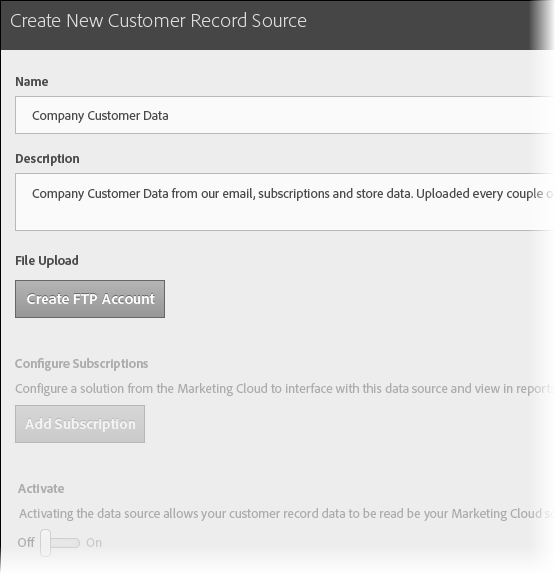 Create New Customer Record Source
Name
Company Customer Data
Description
Company Customer Data from our email, subscriptions and store data. Uploaded every couple
File Upload
Create FTP Account
Configure Subscriptions
Configure a solution from the Marketing Cloud to interface with this data source and view in report
Add Subscription
Activate
Activating the data source allows your customer record data to be read be your Marketing Cloud
Off On